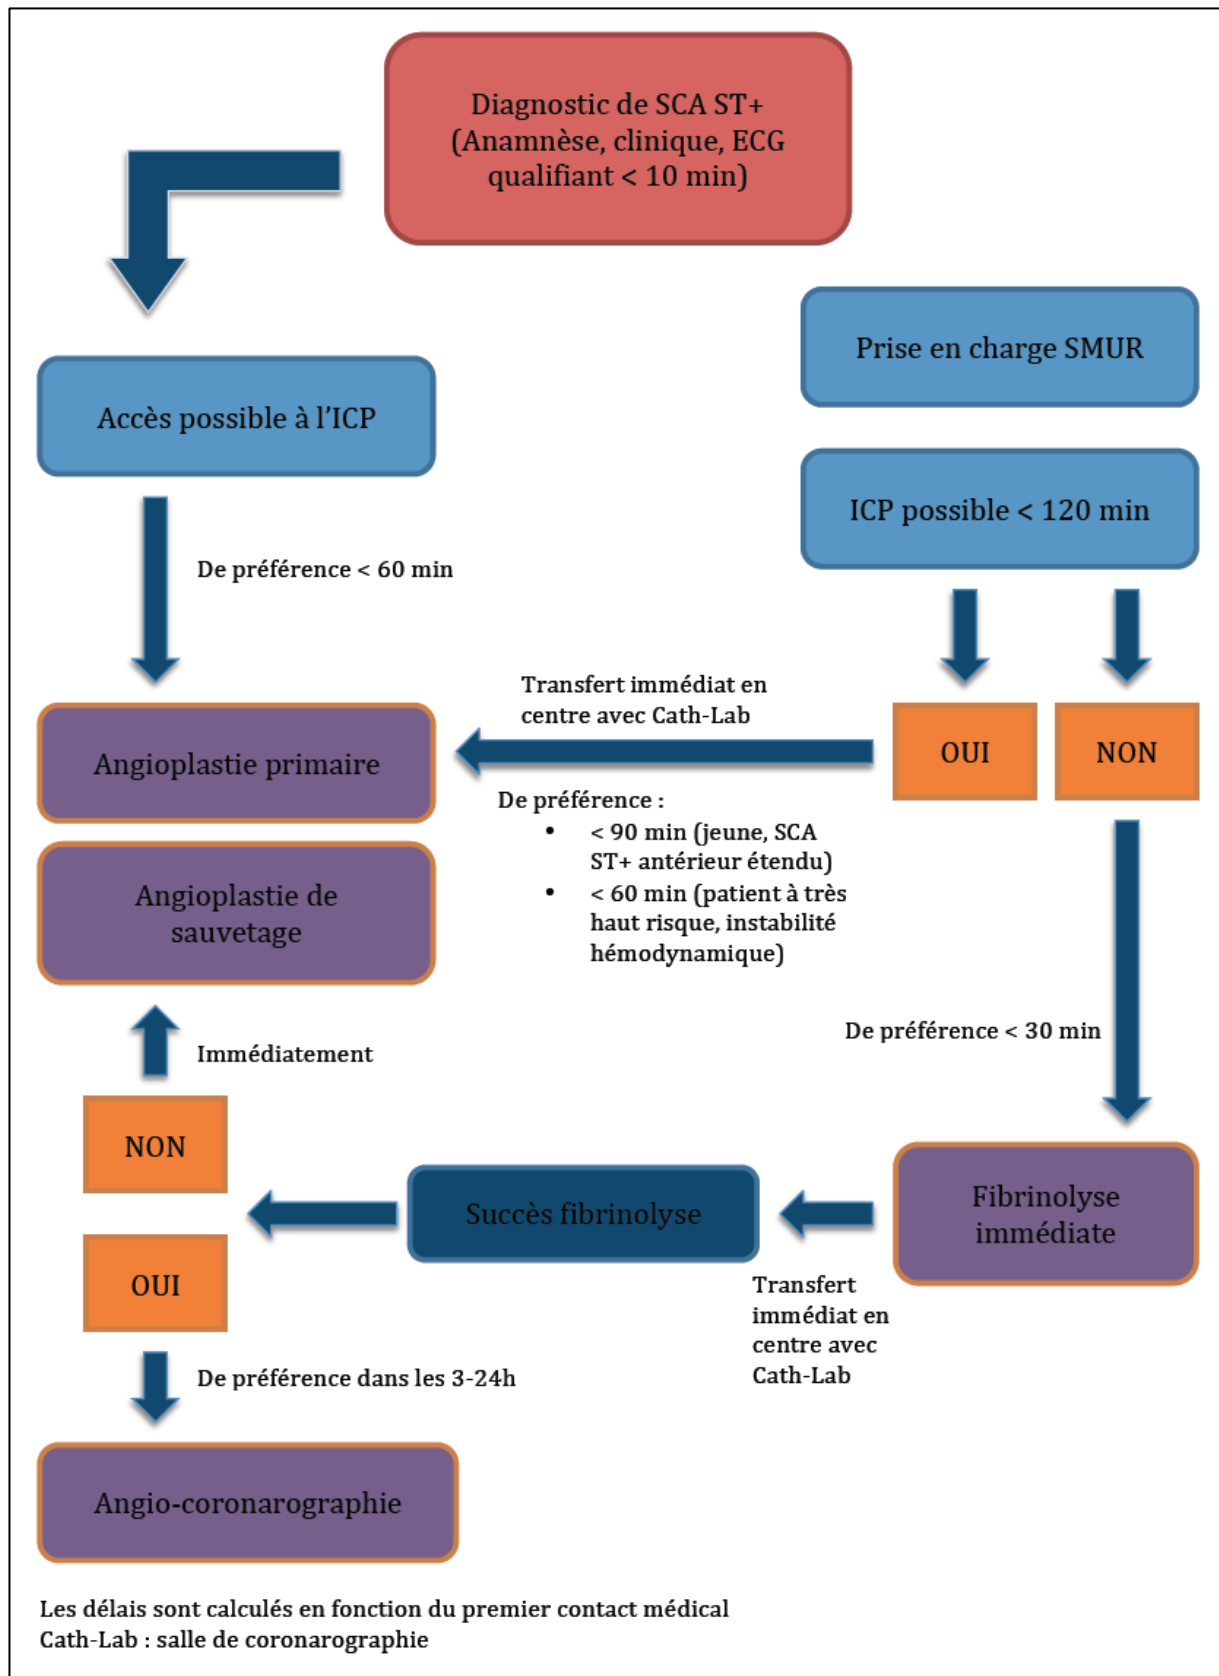 Diagnostic de SCA ST+
(Anamnèse, clinique, ECG
qualifiant < 10 min)
Prise en charge SMUR
Accès possible à l'ICP
ICP possible < 120 min
De préférence < 60 min
Transfert immédiat en
centre avec Cath-Lab
OUI
NON
Angioplastie primaire
De préférence :
• < 90 min (jeune, SCA
ST+ antérieur étendu)
• < 60 min (patient à très
haut risque, instabilité
hémodynamique)
Angioplastie de
sauvetage
De préférence < 30 min
Immédiatement
NON
Fibrinolyse
immédiate
Succès fibrinolyse
OUI
Transfert
immédiat en
centre avec
Cath-Lab
De préférence dans les 3-24h
Angio-coronarographie
Les délais sont calculés en fonction du premier contact médical
Cath-Lab : salle de coronarographie